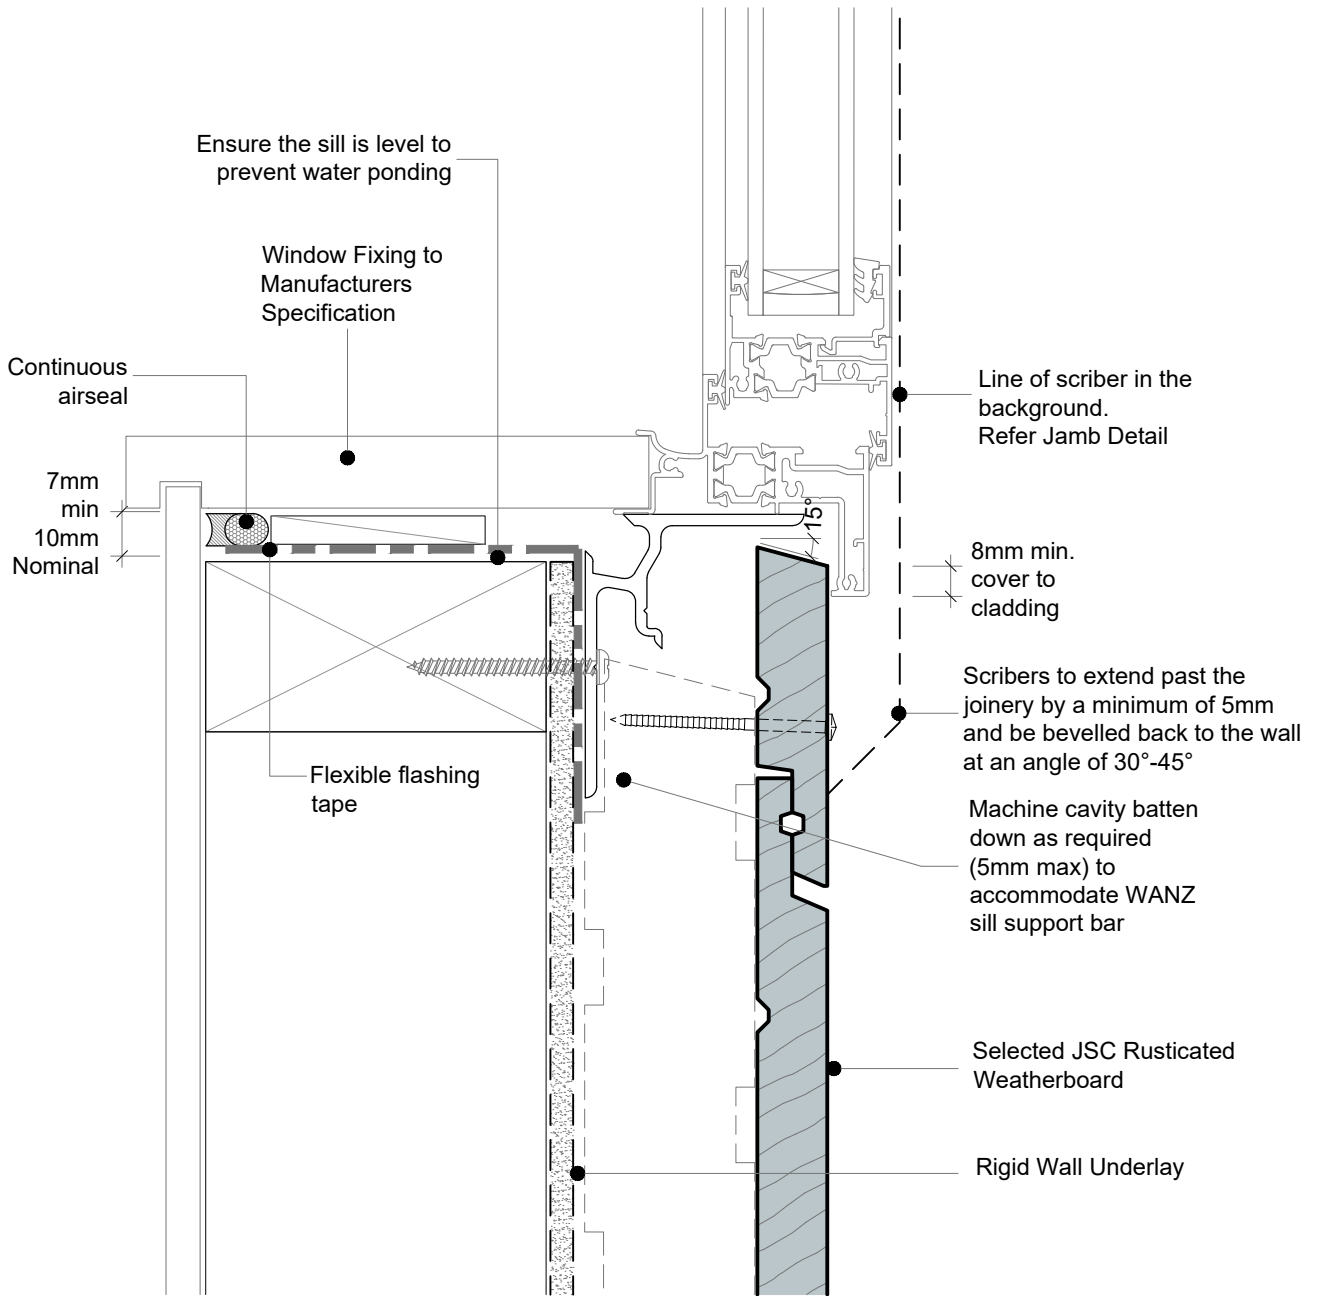 Ensure the sill is level to
prevent water ponding
Window Fixing to
Manufacturers
Specification
Continuous
airseal
7mm
min
10mm
Nominal
Flexible flashing
tape
15°
Line of scriber in the
background.
Refer Jamb Detail
8mm min.
cover to
cladding
Scribers to extend past the
joinery by a minimum of 5mm
and be bevelled back to the wall
at an angle of 30°-45°
Machine cavity batten
down as required
(5mm max) to
accommodate WANZ
sill support bar
Selected JSC Rusticated
Weatherboard
Rigid Wall Underlay